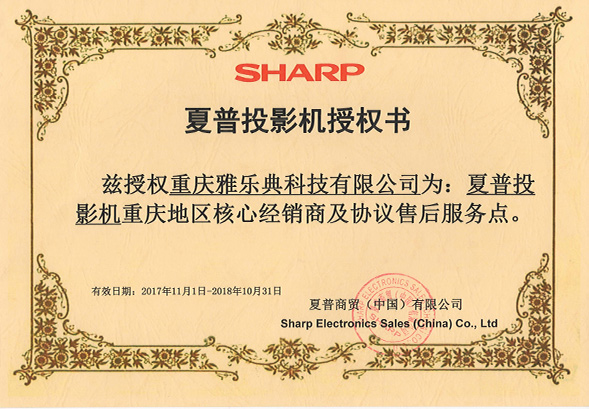 SHARP
夏普投影机授权书
兹授权重庆雅乐典科技有限公司为：夏普投
影机重庆地区核心经销商及协议售后服务点。
有效日期：2017年11月1日-2018年10月31日
夏普商贸（中国）有限公司
Sharp Electronics Sales (China) Co., Ltd